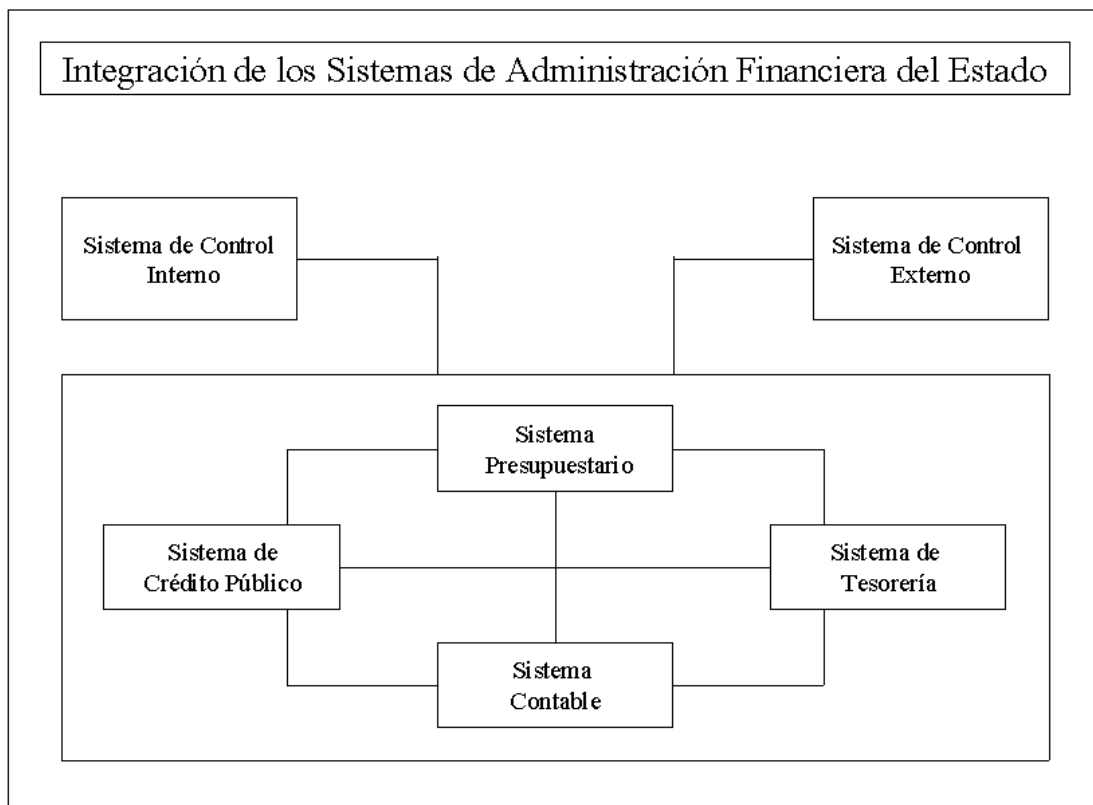 Integración de los Sistemas de Administración Financiera del Estado
Sistema de Control
Interno
Sistema de Control
Externo
Sistema
Presupuestario
Sistema de
Crédito Público
Sistema de
Tesorería
Sistema
Contable